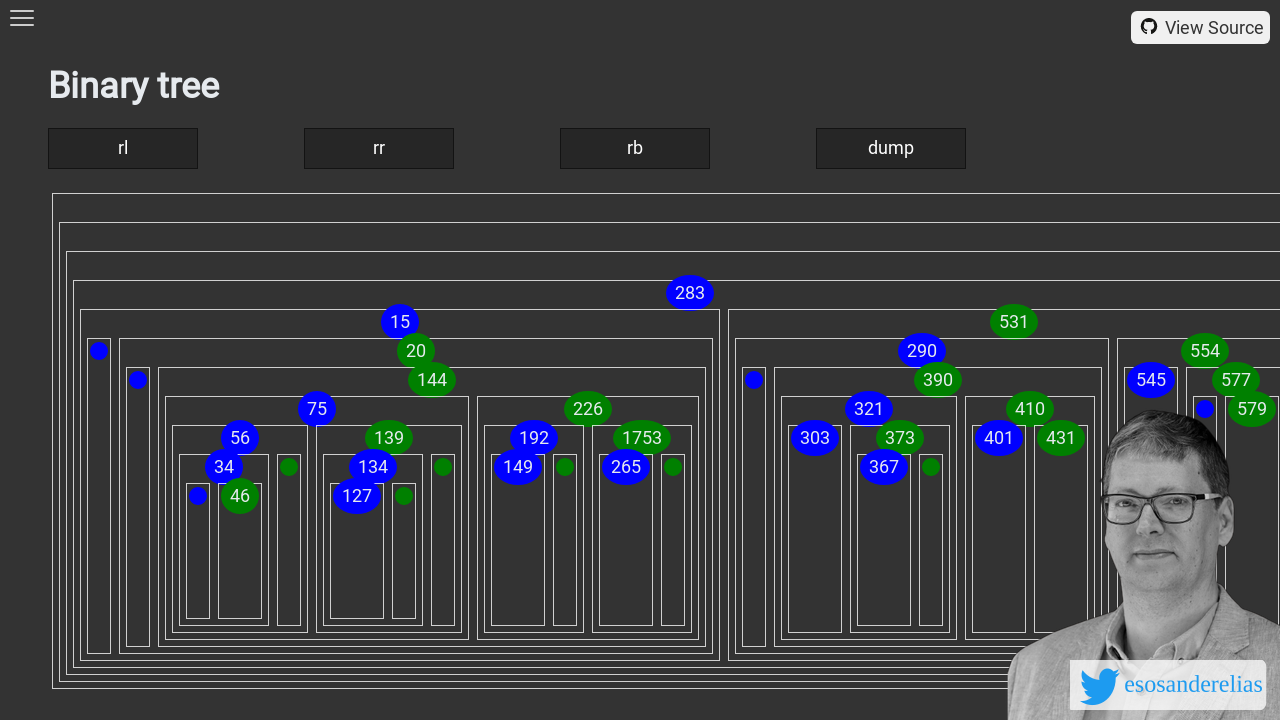 View Source
Binary tree
rl rr rb dump
283
15 531
20 290 554
144 390 545 577
75 226 321 410 579
56 139 192 1753 303 373 401 431
34 134 149 265 367
46 127
esosanderelias